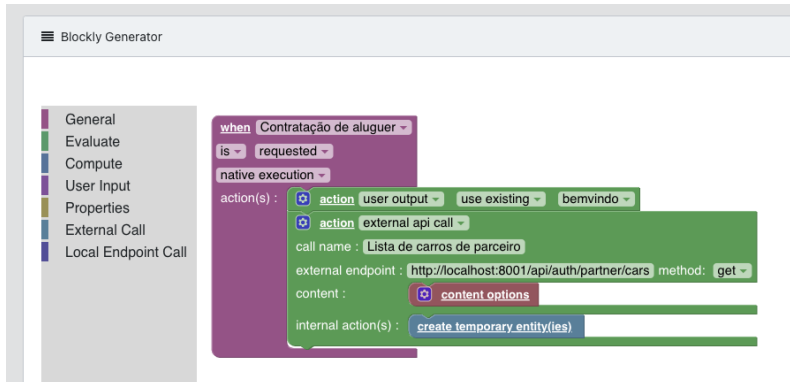 Blockly Generator
General
Evaluate
Compute
User Input
Properties
External Call
Local Endpoint Call
when Contratação de aluguer
is requested
native execution
action(s) : action user output use existing bemvindo
action external api call
call name : Lista de carros de parceiro
external endpoint : http://localhost:8001/api/auth/partner/cars method: get
content : content options
internal action(s) : create temporary entity(ies)